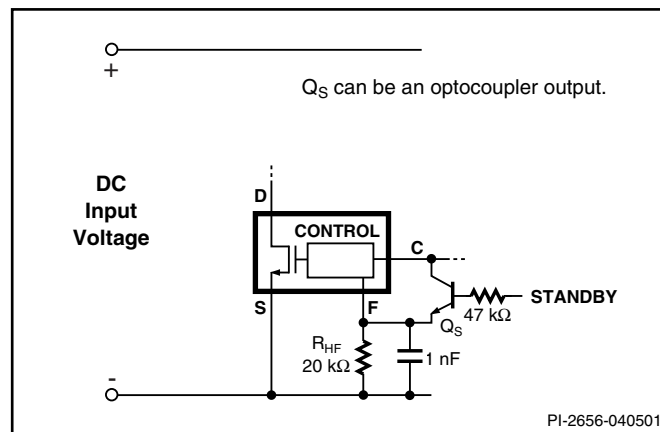 +
Q_S can be an optocoupler output.
DC
Input
Voltage
D
CONTROL
C
S
F
Q_S
47 kΩ
STANDBY
R_HF
20 kΩ
1 nF
-
PI-2656-040501